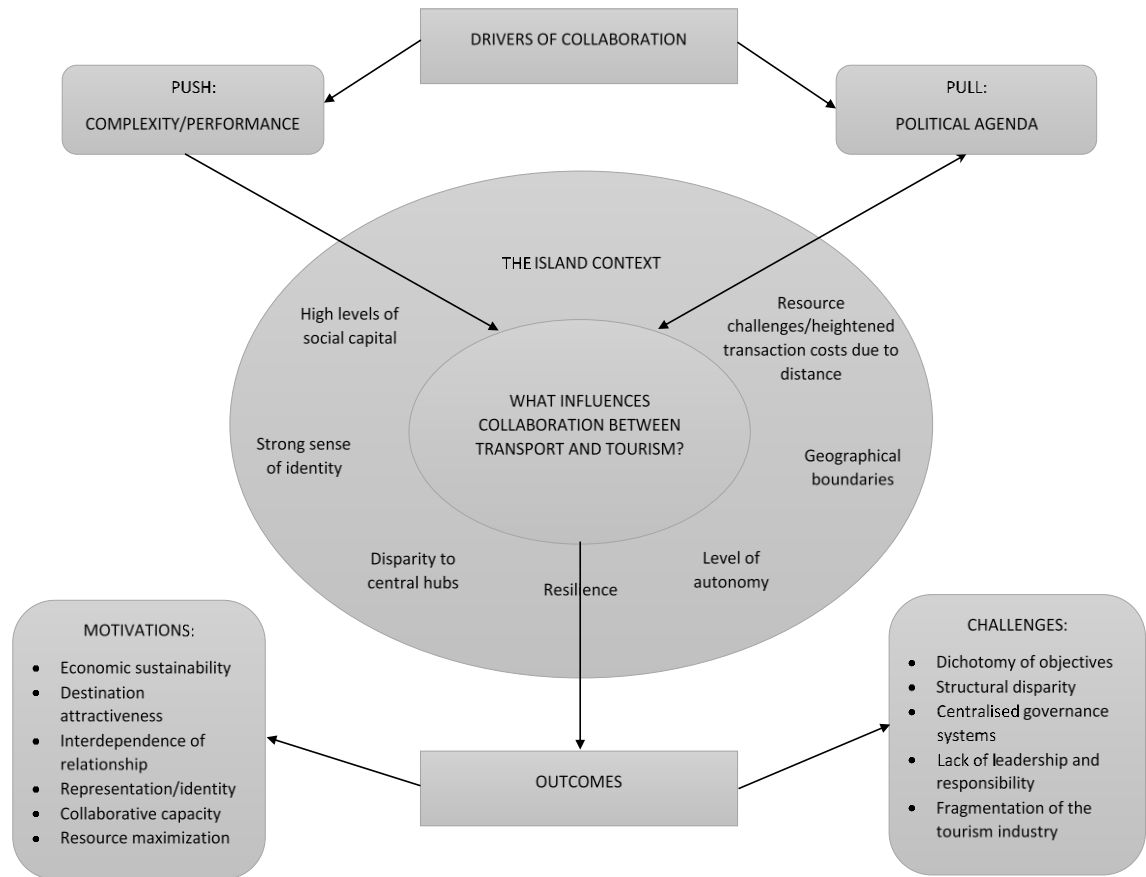 DRIVERS OF COLLABORATION
PUSH:
COMPLEXITY/PERFORMANCE
PULL:
POLITICAL AGENDA
THE ISLAND CONTEXT
High levels of
social capital
Resource
challenges/heightened
transaction costs due to
distance
WHAT INFLUENCES
COLLABORATION BETWEEN
TRANSPORT AND TOURISM?
Strong sense
of identity
Geographical
boundaries
Disparity to
central hubs
Resilience
Level of
autonomy
MOTIVATIONS:
• Economic sustainability
• Destination
attractiveness
• Interdependence of
relationship
• Representation/identity
• Collaborative capacity
• Resource maximization
OUTCOMES
CHALLENGES:
• Dichotomy of objectives
• Structural disparity
• Centralised governance
systems
• Lack of leadership and
responsibility
• Fragmentation of the
tourism industry